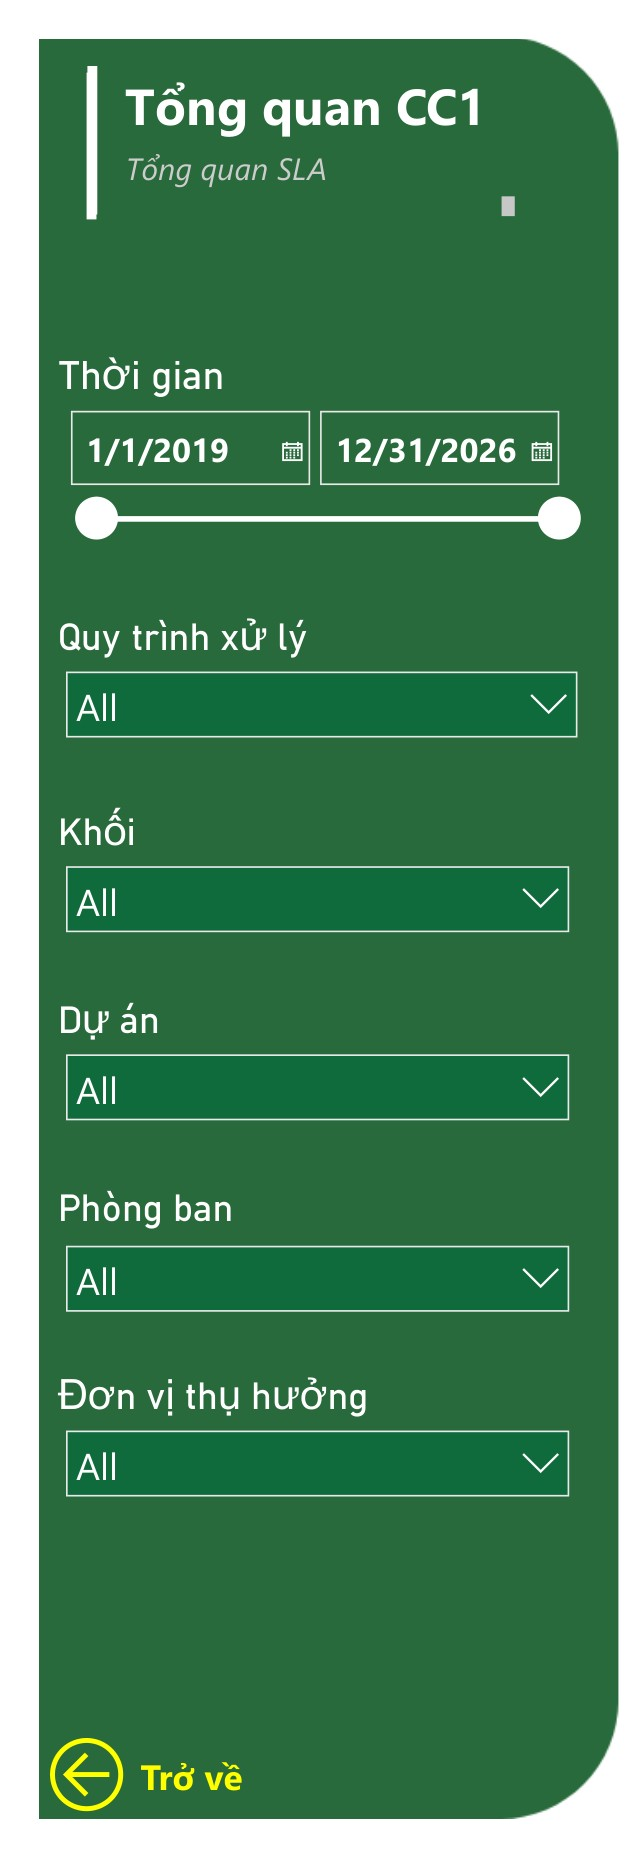 Tổng quan CC1
Tổng quan SLA
Thời gian
1/1/2019 12/31/2026
Quy trình xử lý
All
Khối
All
Dự án
All
Phòng ban
All
Đơn vị thụ hưởng
All
Trở về